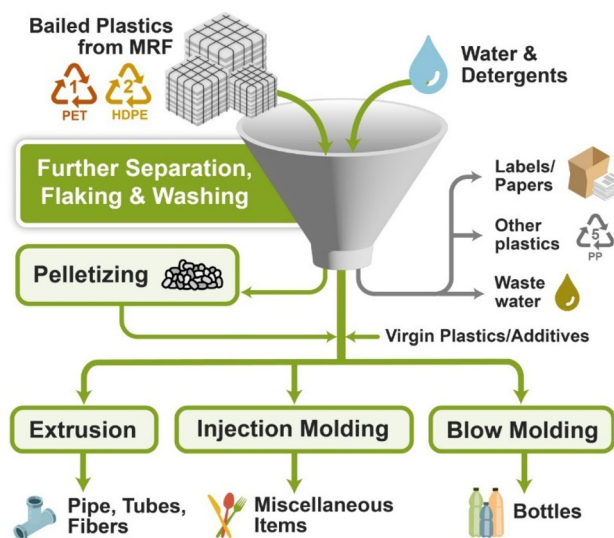 Bailed Plastics
from MRF
1
PET
2
HDPE
Water &
Detergents
Further Separation,
Flaking & Washing
Labels/
Papers
Other
plastics
5
PP
Waste
water
Pelletizing
Virgin Plastics/Additives
Extrusion
Injection Molding
Blow Molding
Pipe, Tubes,
Fibers
Miscellaneous
Items
Bottles